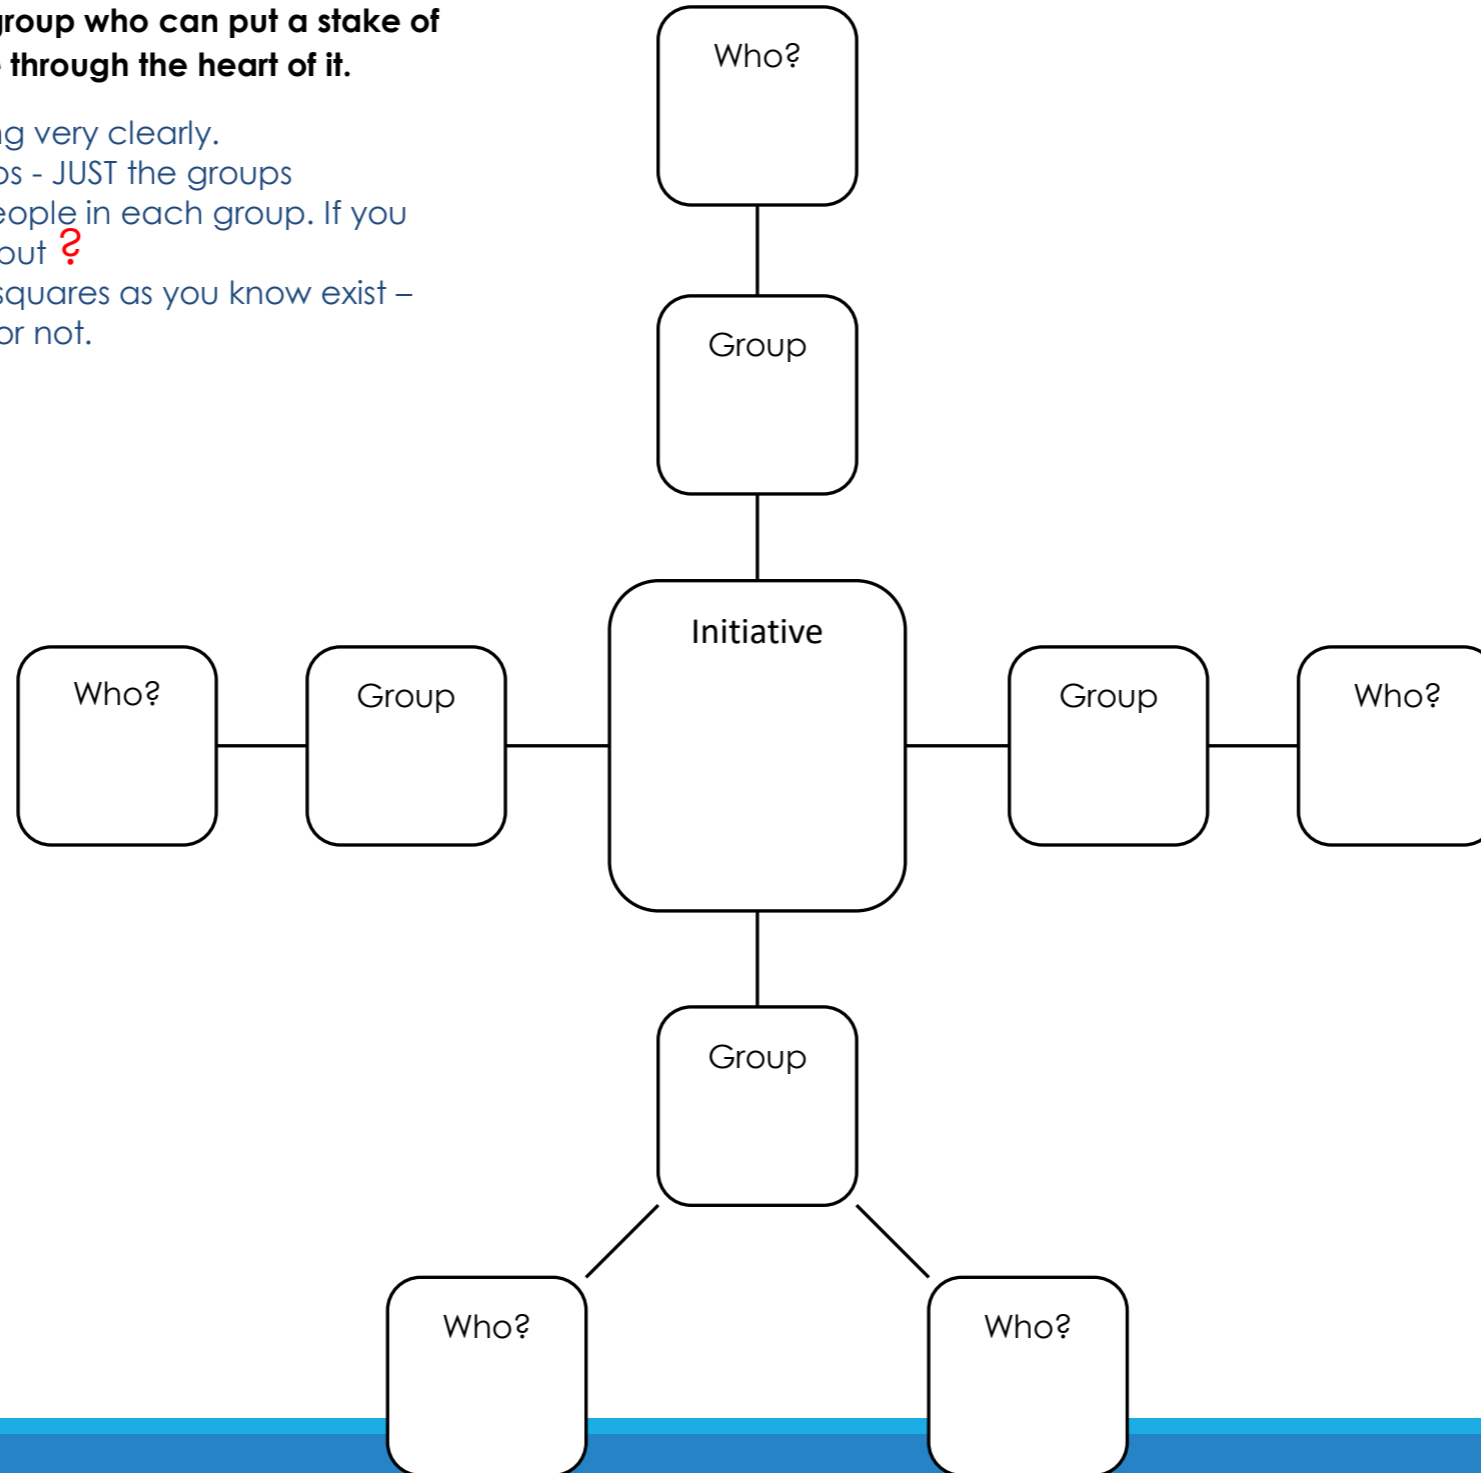 group who can put a stake of
through the heart of it.
very clearly.
- JUST the groups
in each group. If you
?
squares as you know exist –
or not.
Who?
Group
Initiative
Who?
Group
Group
Who?
Group
Who?
Who?